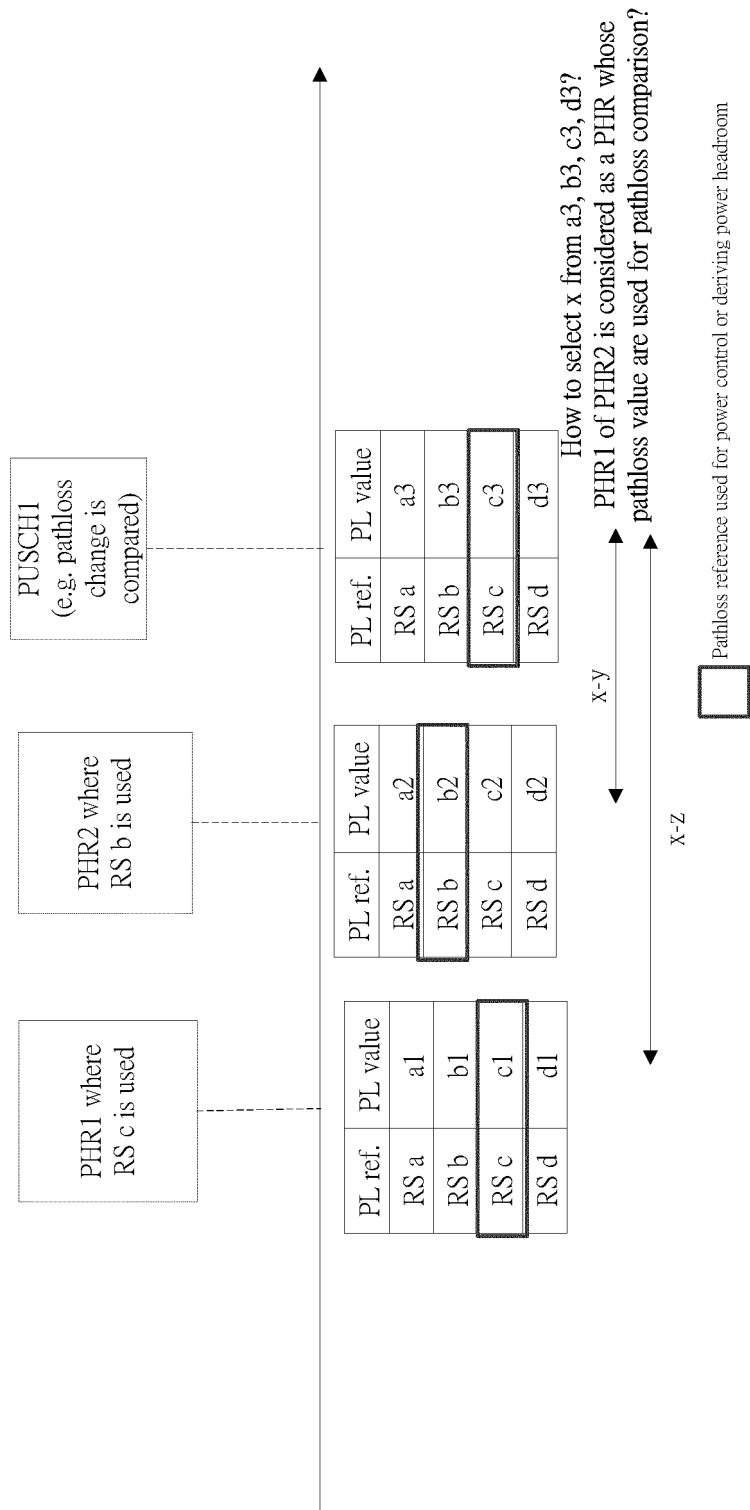 PHR1 where
RS c is used
PHR2 where
RS b is used
PUSCH1
(e.g. pathloss
change is
compared)
PL ref. PL value
RS a a1
RS b b1
RS c c1
RS d d1
PL ref. PL value
RS a a2
RS b b2
RS c c2
RS d d2
PL ref. PL value
RS a a3
RS b b3
RS c c3
RS d d3
x-y
x-z
How to select x from a3, b3, c3, d3?
PHR1 of PHR2 is considered as a PHR whose
pathloss value are used for pathloss comparison?
Pathloss reference used for power control or deriving power headroom